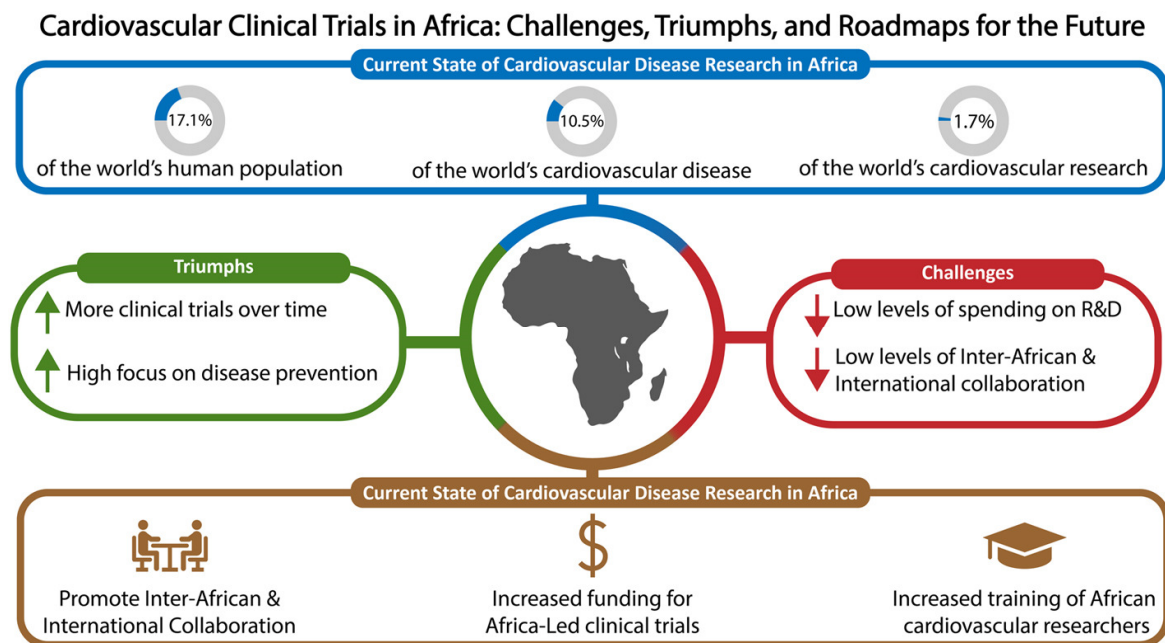 Cardiovascular Clinical Trials in Africa: Challenges, Triumphs, and Roadmaps for the Future
Current State of Cardiovascular Disease Research in Africa
17.1%
of the world's human population
10.5%
of the world's cardiovascular disease
1.7%
of the world's cardiovascular research
Triumphs
More clinical trials over time
High focus on disease prevention
Challenges
Low levels of spending on R&D
Low levels of Inter-African &
International collaboration
Current State of Cardiovascular Disease Research in Africa
Promote Inter-African &
International Collaboration
$
Increased funding for
Africa-Led clinical trials
Increased training of African
cardiovascular researchers